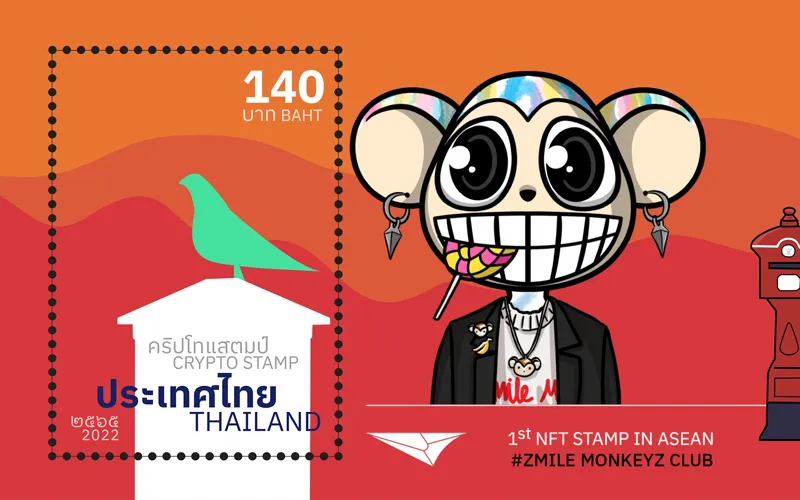 140
บาท BAHT
คริปโทแสตมป์
CRYPTO STAMP
ประเทศไทย
THAILAND
๒๕๖๕
2022
mile M
1st NFT STAMP IN ASEAN
#ZMILE MONKEYZ CLUB